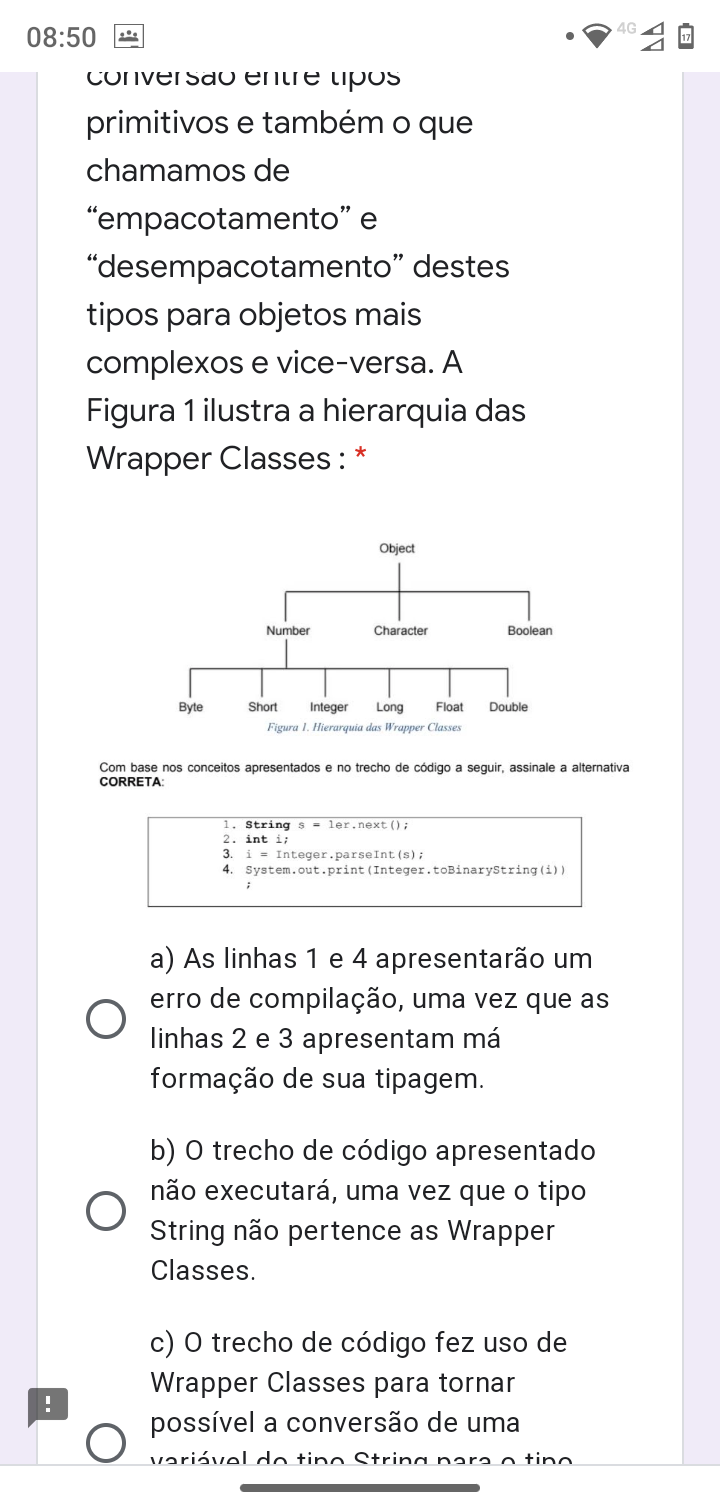 08:50
4G
17
conversão entre tipos
primitivos e também o que
chamamos de
“empacotamento” e
“desempacotamento” destes
tipos para objetos mais
complexos e vice-versa. A
Figura 1 ilustra a hierarquia das
Wrapper Classes : *
Object
Number Character Boolean
Byte Short Integer Long Float Double
Figura 1. Hierarquia das Wrapper Classes
Com base nos conceitos apresentados e no trecho de código a seguir, assinale a alternativa
CORRETA:
1. String s = ler.next();
2. int i;
3. i = Integer.parseInt(s);
4. System.out.print(Integer.toBinaryString(i))
;
a) As linhas 1 e 4 apresentarão um
erro de compilação, uma vez que as
linhas 2 e 3 apresentam má
formação de sua tipagem.
b) O trecho de código apresentado
não executará, uma vez que o tipo
String não pertence as Wrapper
Classes.
c) O trecho de código fez uso de
Wrapper Classes para tornar
possível a conversão de uma
variável do tipo String para o tipo